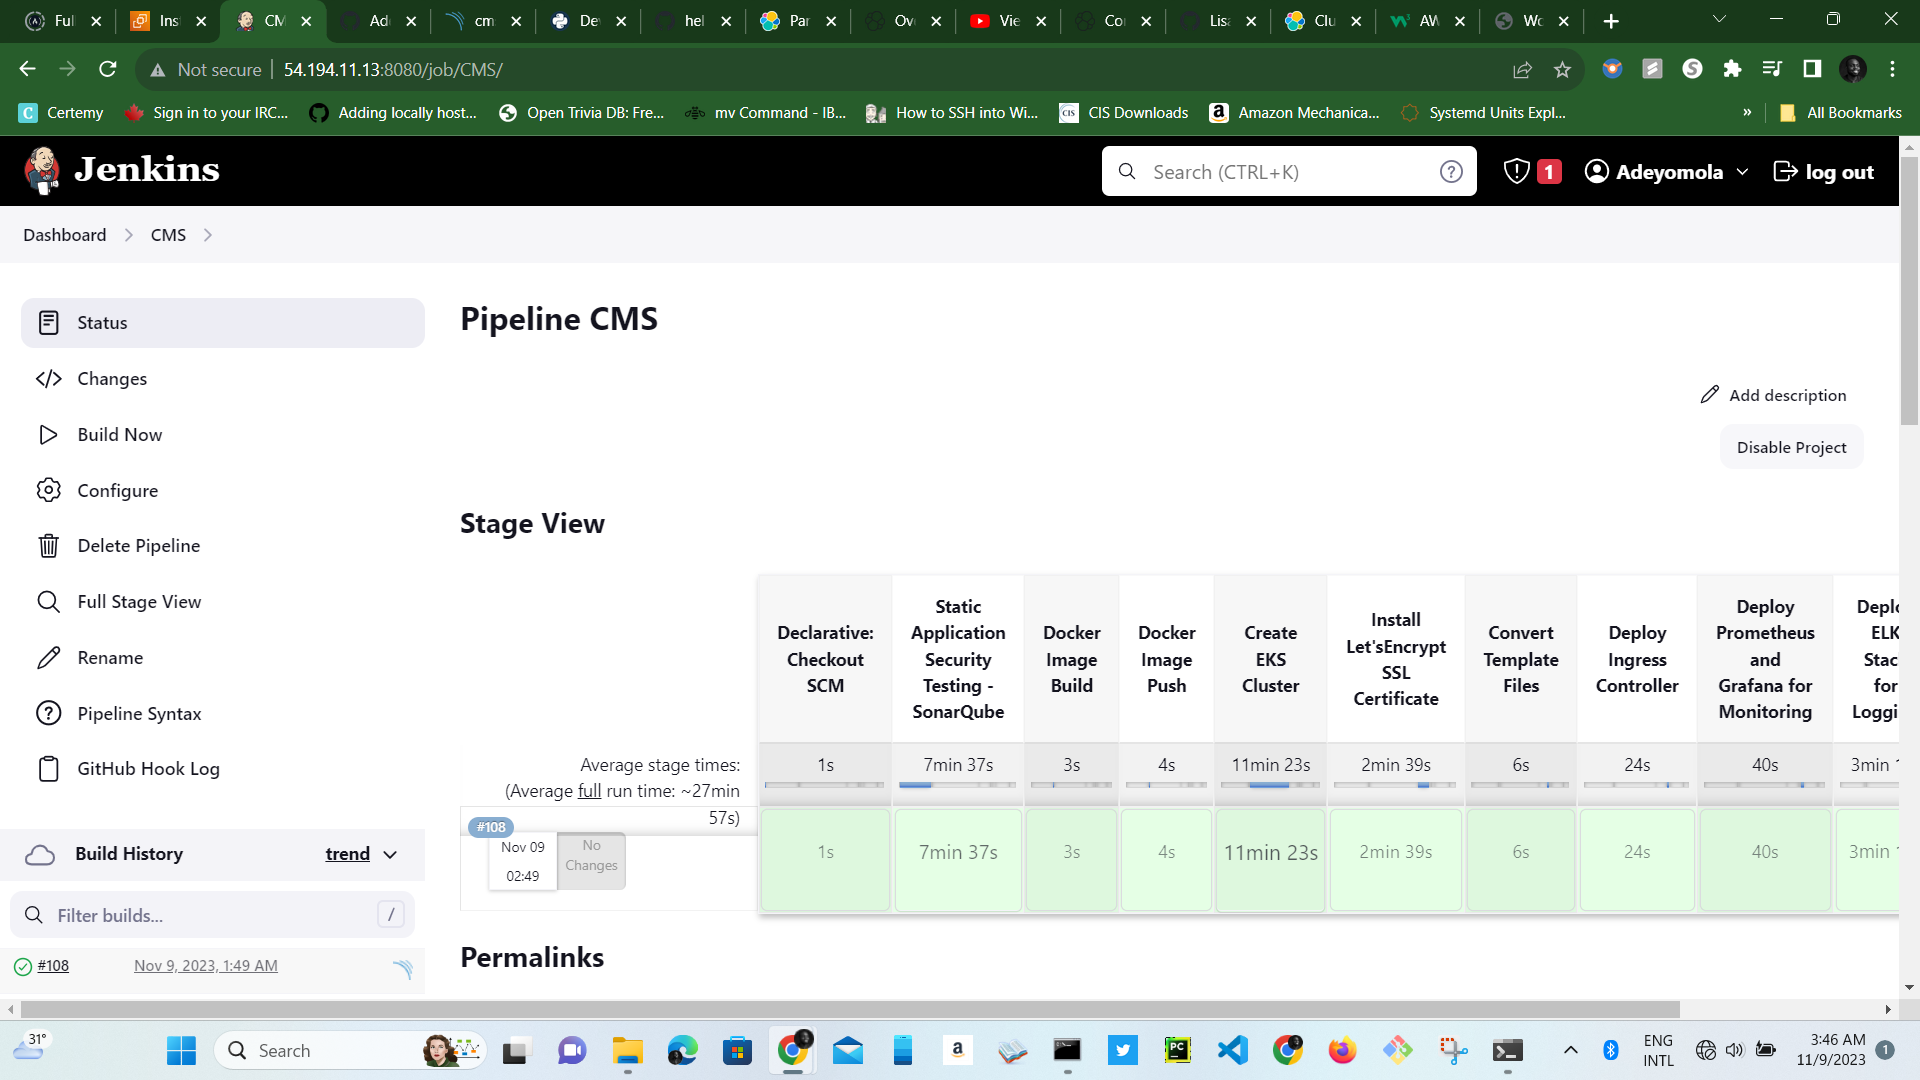 Ful
Ins
CM
Ad
cm
De
hel
Par
Ov
Vie
Co
Lis
Clu
AW
Wo
Not secure
54.194.11.13:8080/job/CMS/
Certemy
Sign in to your IRC...
Adding locally host...
Open Trivia DB: Fre...
mv Command - IB...
How to SSH into Wi...
CIS Downloads
Amazon Mechanica...
Systemd Units Expl...
»
All Bookmarks
Jenkins
Search (CTRL+K)
1
Adeyomola
log out
Dashboard
CMS
Status
Changes
Build Now
Configure
Delete Pipeline
Full Stage View
Rename
Pipeline Syntax
GitHub Hook Log
Build History
trend
Filter builds...
/
#108
Nov 9, 2023, 1:49 AM
Pipeline CMS
Add description
Disable Project
Stage View
Declarative:
Checkout
SCM
Static
Application
Security
Testing -
SonarQube
Docker
Image
Build
Docker
Image
Push
Create
EKS
Cluster
Install
Let'sEncrypt
SSL
Certificate
Convert
Template
Files
Deploy
Ingress
Controller
Deploy
Prometheus
and
Grafana for
Monitoring
Deplo
ELK
Stac
for
Loggi
Average stage times:
(Average full run time: ~27min
57s)
1s
7min 37s
3s
4s
11min 23s
2min 39s
6s
24s
40s
3min 1
#108
Nov 09
02:49
No
Changes
1s
7min 37s
3s
4s
11min 23s
2min 39s
6s
24s
40s
3min 1
Permalinks
31°
Search
ENG
INTL
3:46 AM
11/9/2023
1